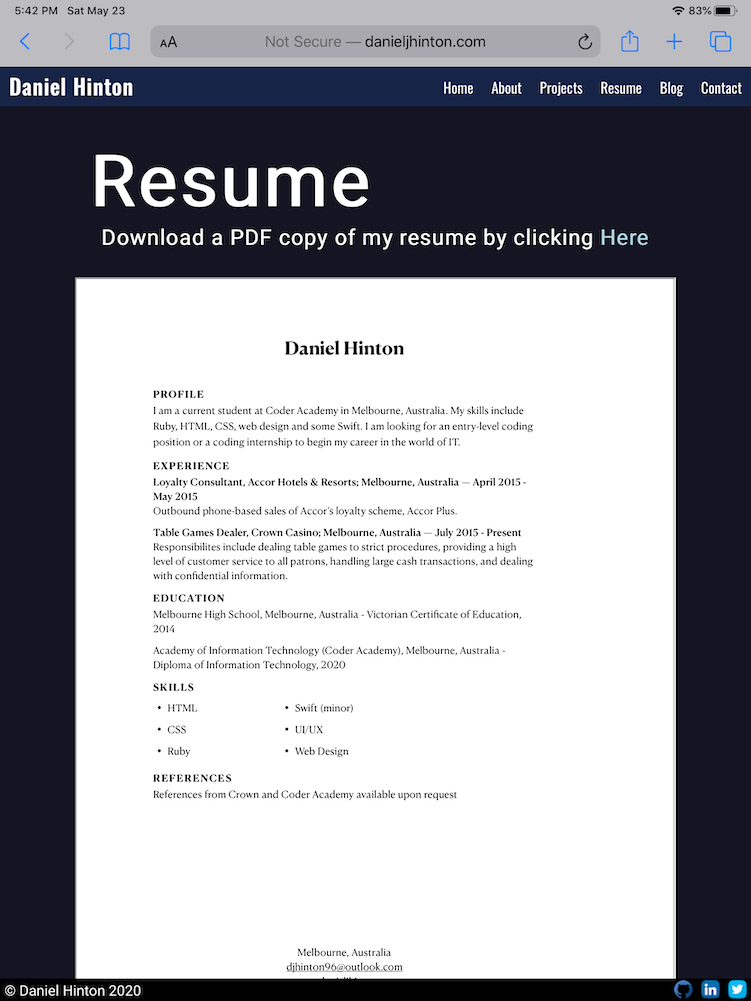 5:42 PM Sat May 23
83%
AA Not Secure — danieljhinton.com
Daniel Hinton Home About Projects Resume Blog Contact
Resume
Download a PDF copy of my resume by clicking Here
Daniel Hinton
PROFILE
I am a current student at Coder Academy in Melbourne, Australia. My skills include
Ruby, HTML, CSS, web design and some Swift. I am looking for an entry-level coding
position or a coding internship to begin my career in the world of IT.
EXPERIENCE
Loyalty Consultant, Accor Hotels & Resorts; Melbourne, Australia — April 2015 -
May 2015
Outbound phone-based sales of Accor's loyalty scheme, Accor Plus.
Table Games Dealer, Crown Casino; Melbourne, Australia — July 2015 - Present
Responsibilites include dealing table games to strict procedures, providing a high
level of customer service to all patrons, handling large cash transactions, and dealing
with confidential information.
EDUCATION
Melbourne High School, Melbourne, Australia - Victorian Certificate of Education,
2014
Academy of Information Technology (Coder Academy), Melbourne, Australia -
Diploma of Information Technology, 2020
SKILLS
• HTML
• CSS
• Ruby
• Swift (minor)
• UI/UX
• Web Design
REFERENCES
References from Crown and Coder Academy available upon request
Melbourne, Australia
djhinton96@outlook.com
© Daniel Hinton 2020